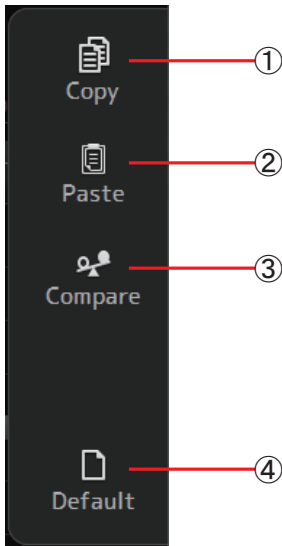 Copy ①
Paste ②
Compare ③
Default ④